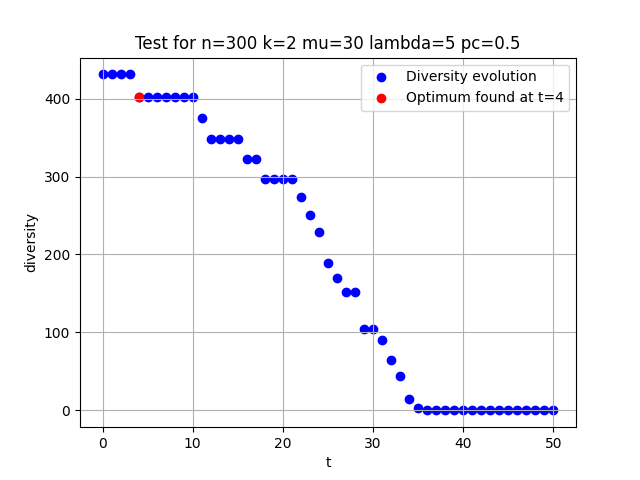 Test for n=300 k=2 mu=30 lambda=5 pc=0.5
Diversity evolution
Optimum found at t=4
400
300
200
100
0
diversity
0 10 20 30 40 50
t